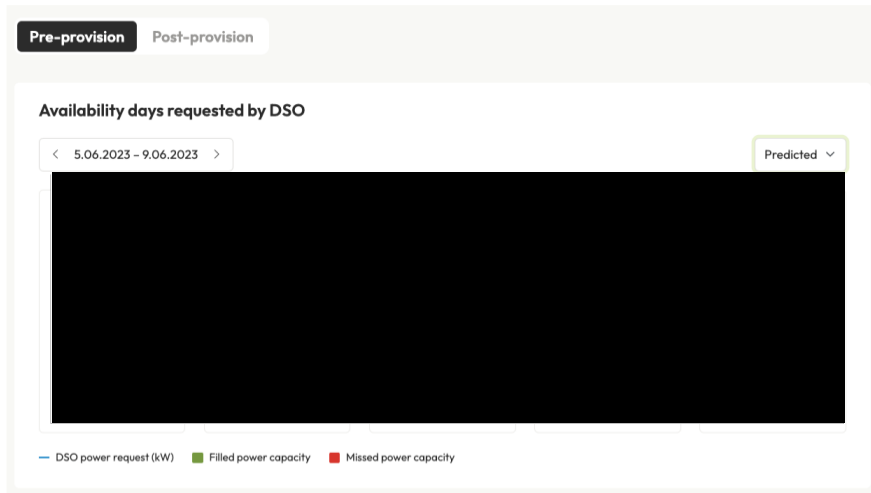 Pre-provision Post-provision
Availability days requested by DSO
5.06.2023 – 9.06.2023
Predicted
DSO power request (kW) Filled power capacity Missed power capacity